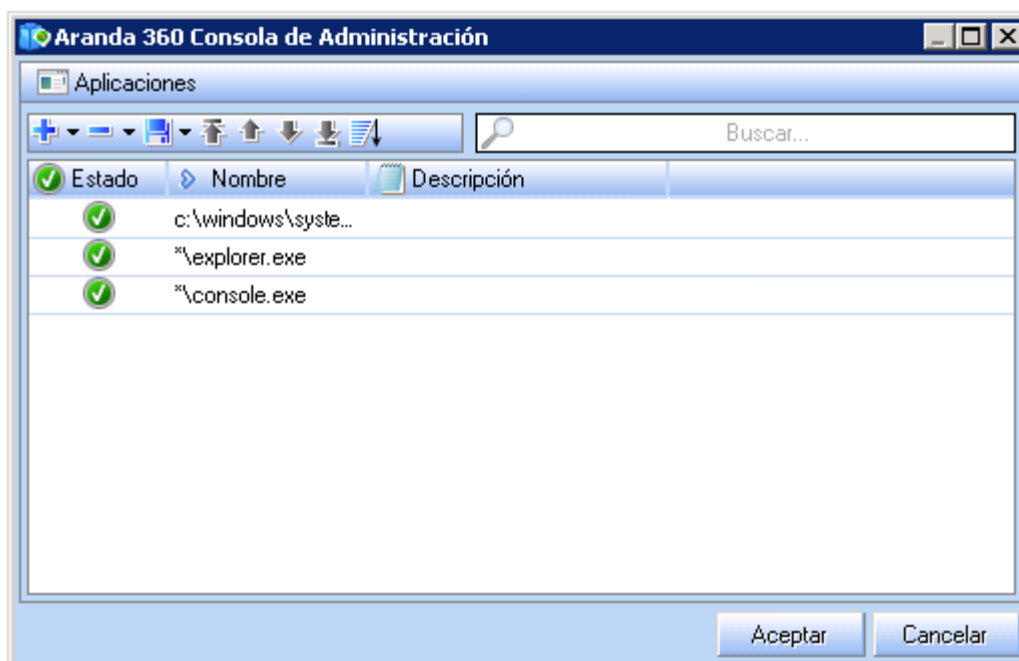 Aranda 360 Consola de Administración
Aplicaciones
Buscar...
Estado Nombre Descripción
c:\windows\syste...
*\explorer.exe
*\console.exe
Aceptar Cancelar